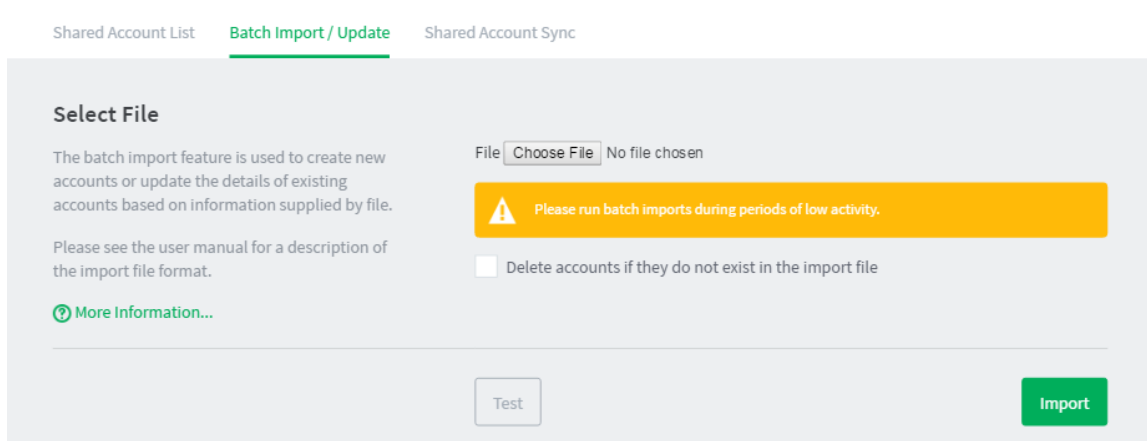 Shared Account List Batch Import / Update Shared Account Sync
Select File
The batch import feature is used to create new
accounts or update the details of existing
accounts based on information supplied by file.
Please see the user manual for a description of
the import file format.
More Information...
File Choose File No file chosen
Please run batch imports during periods of low activity.
Delete accounts if they do not exist in the import file
Test Import